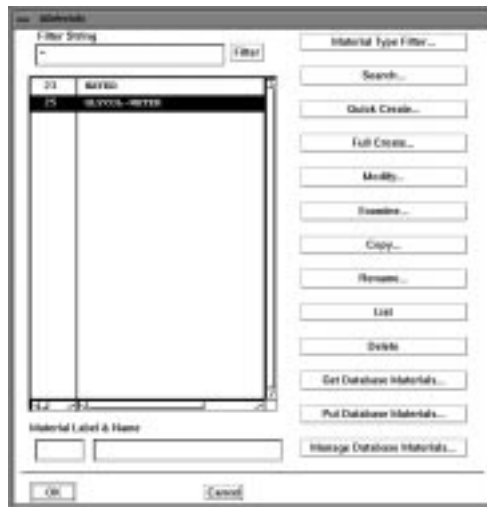 Materials
Filter String
Filter
Material Type Filter...
Search...
Quick Create...
Full Create...
Modify...
Examine...
Copy...
Rename...
List
Delete
Get Database Materials...
Put Database Materials...
Manage Database Materials...
23 WATER
25 GLYCOL-WATER
Material Label & Name
OK
Cancel